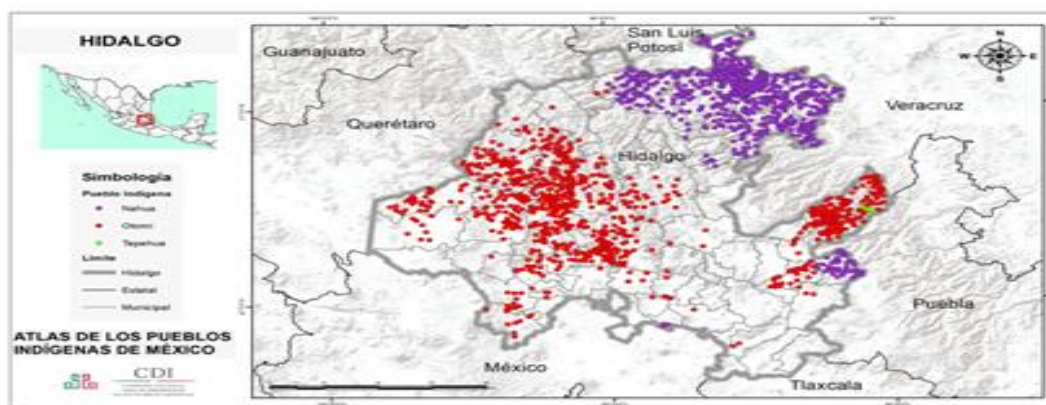 HIDALGO
Simbología
Pueblo Indígena
Nahua
Otomí
Tepehua
Límite
Hidalgo
Estatal
Municipal
ATLAS DE LOS PUEBLOS
INDÍGENAS DE MÉXICO
CDI
Guanajuato
San Luis
Potosí
N
W
E
S
Querétaro
Veracruz
Hidalgo
Puebla
México
Tlaxcala